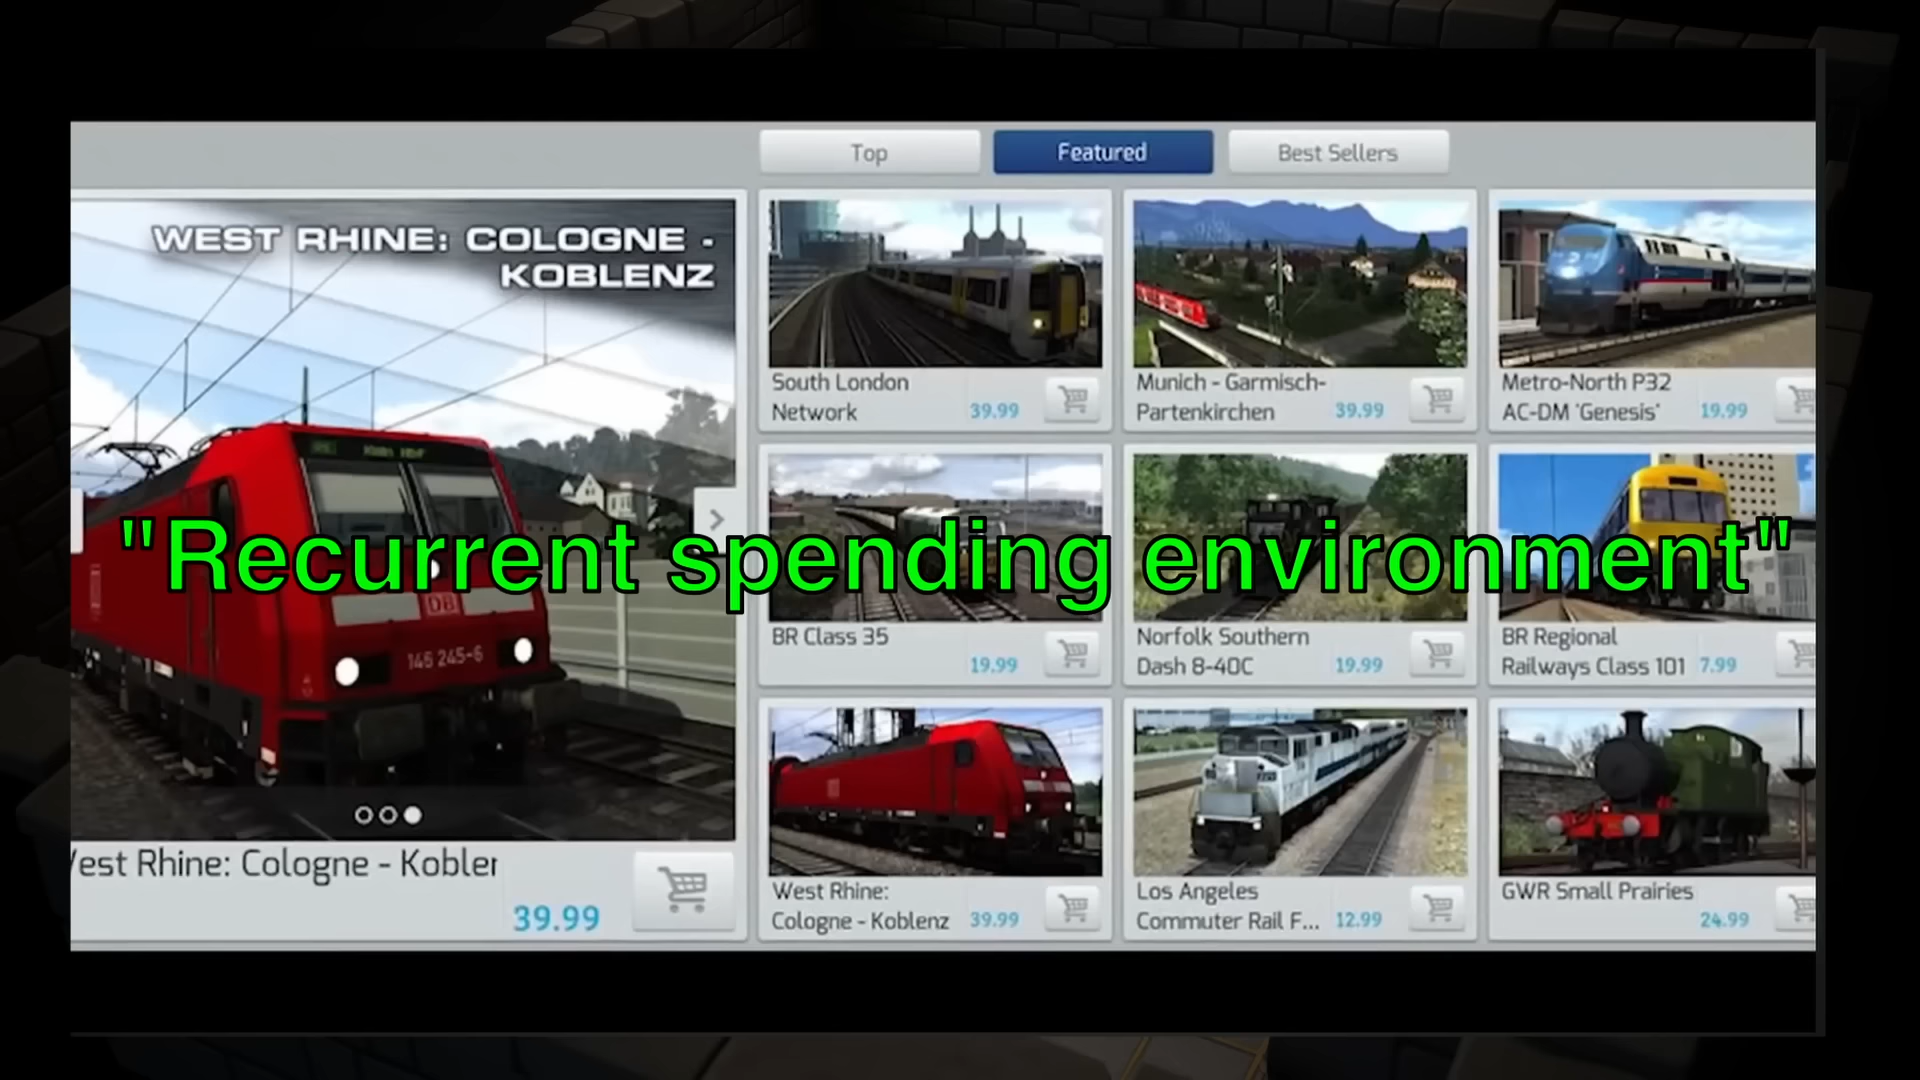 Top
Featured
Best Sellers
WEST RHINE: COLOGNE -
KOBLENZ
South London
Network 39.99
Munich - Garmisch-
Partenkirchen 39.99
Metro-North P32
AC-DM 'Genesis' 19.99
"Recurrent spending environment"
DB
146 245-6
BR Class 35
19.99
Norfolk Southern
Dash 8-40C 19.99
BR Regional
Railways Class 101 7.99
est Rhine: Cologne - Kobler
39.99
West Rhine:
Cologne - Koblenz 39.99
Los Angeles
Commuter Rail F... 12.99
GWR Small Prairies
24.99